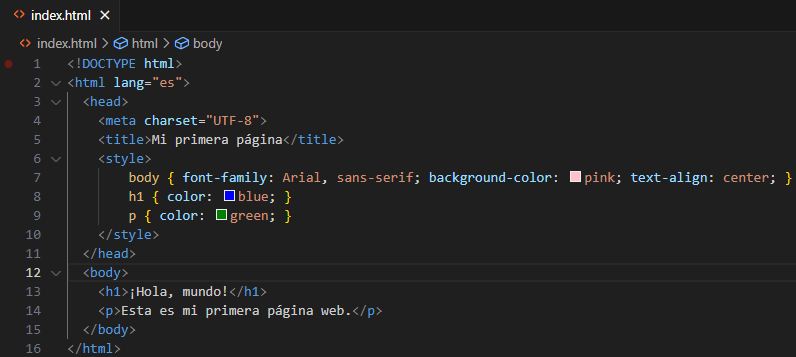 index.html
index.html > html > body
1 <!DOCTYPE html>
2 <html lang="es">
3 <head>
4 <meta charset="UTF-8">
5 <title>Mi primera página</title>
6 <style>
7 body { font-family: Arial, sans-serif; background-color: pink; text-align: center; }
8 h1 { color: blue; }
9 p { color: green; }
10 </style>
11 </head>
12 <body>
13 <h1>¡Hola, mundo!</h1>
14 <p>Esta es mi primera página web.</p>
15 </body>
16 </html>